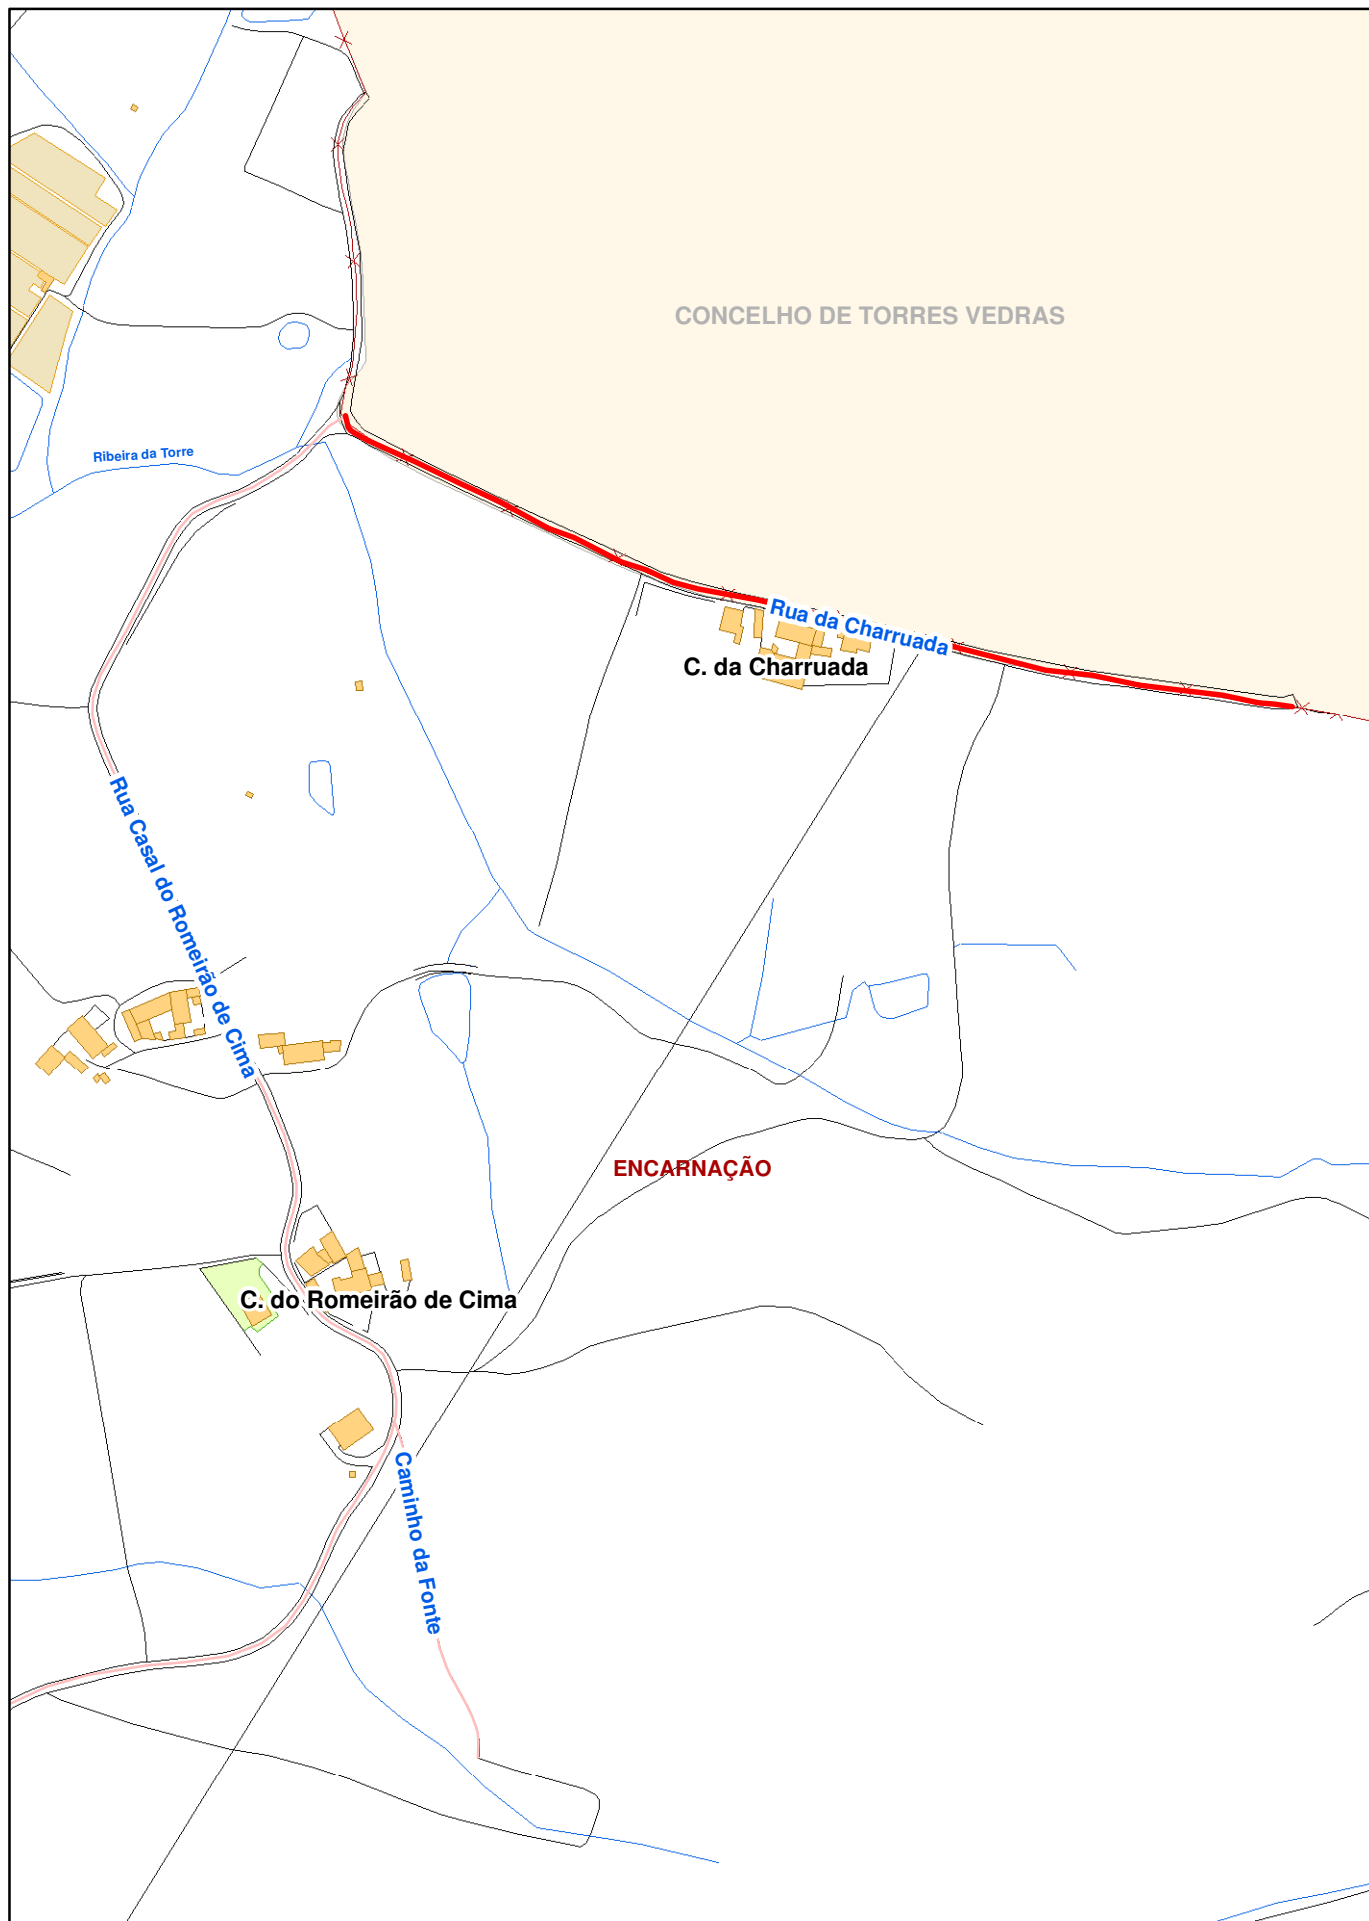 CONCELHO DE TORRES VEDRAS
Ribeira da Torre
Rua da Charruada
C. da Charruada
Rua Casal do Romeirão de Cima
ENCARNAÇÃO
C. do Romeirão de Cima
Caminho da Fonte